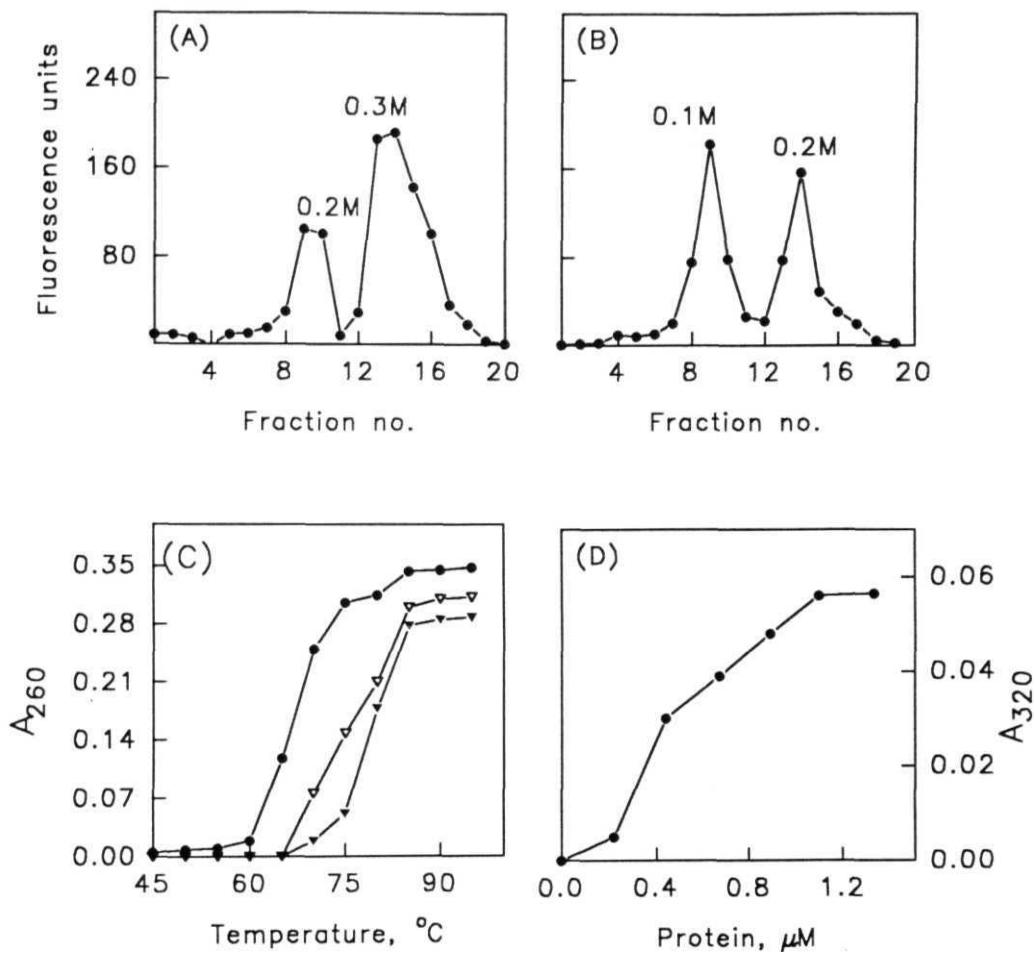 (A)
Fluorescence units
240
160
80
0.2M
0.3M
4 8 12 16 20
Fraction no.
(B)
0.1M
0.2M
4 8 12 16 20
Fraction no.
(C)
A260
0.35
0.28
0.21
0.14
0.07
0.00
45 60 75 90
Temperature, °C
(D)
0.06
0.04
0.02
0.00
A320
0.0 0.4 0.8 1.2
Protein, μM